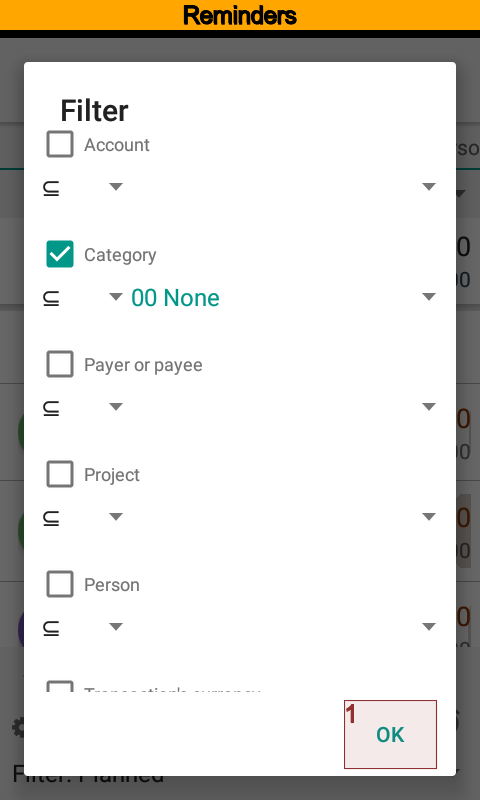 Reminders
Filter
Account
⊆
Category
⊆ 00 None
Payer or payee
⊆
Project
⊆
Person
⊆
1
OK
Filter: Planned